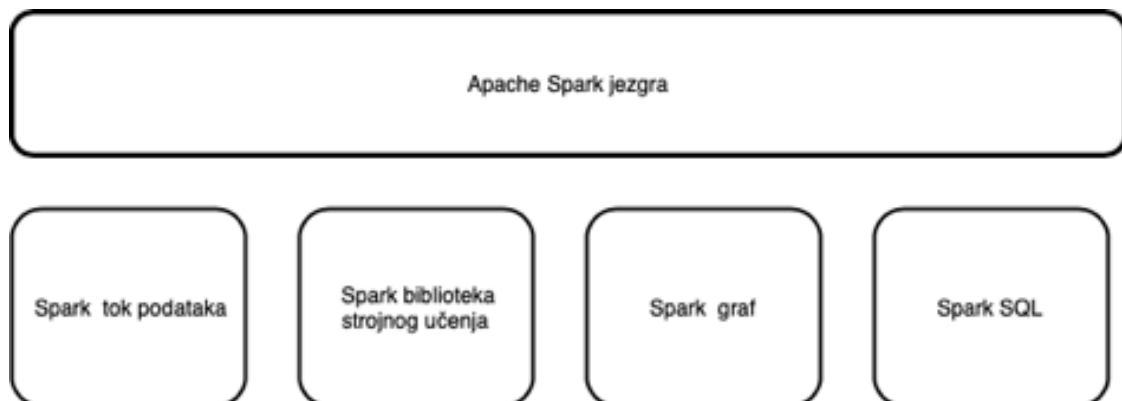 Apache Spark jezgra
Spark tok podataka
Spark biblioteka
strojnog učenja
Spark graf
Spark SQL